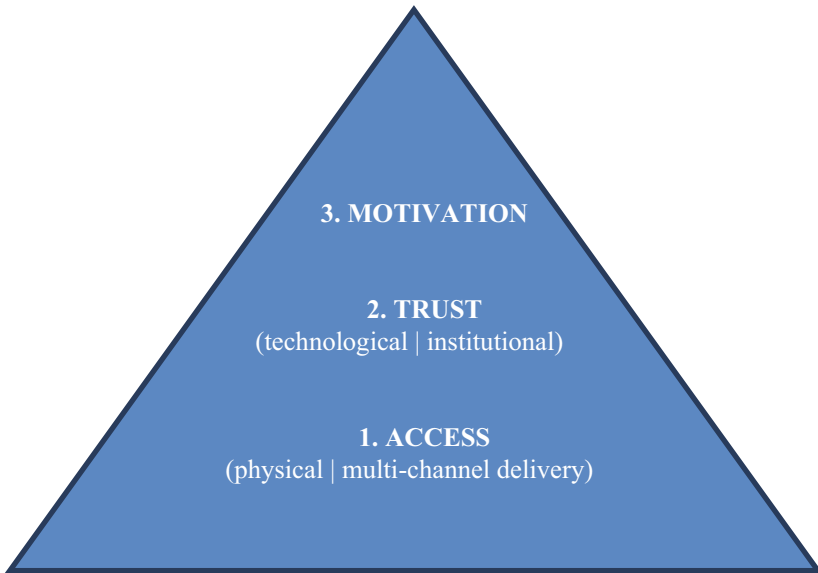 3. MOTIVATION
2. TRUST
(technological | institutional)
1. ACCESS
(physical | multi-channel delivery)